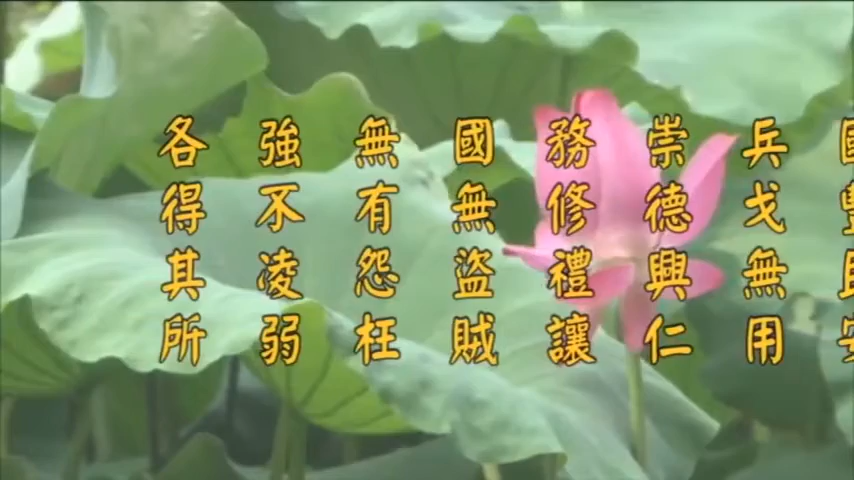 兵戈無用
崇德興仁
務修禮讓
國無盜賊
無有怨枉
強不凌弱
各得其所